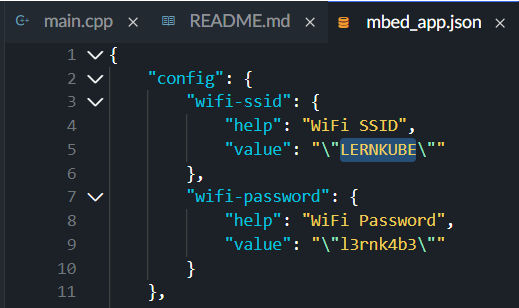 main.cpp README.md mbed_app.json
1 {
2 "config": {
3 "wifi-ssid": {
4 "help": "WiFi SSID",
5 "value": "\"LERNKUBE\""
6 },
7 "wifi-password": {
8 "help": "WiFi Password",
9 "value": "\"l3rnk4b3\""
10 }
11 },